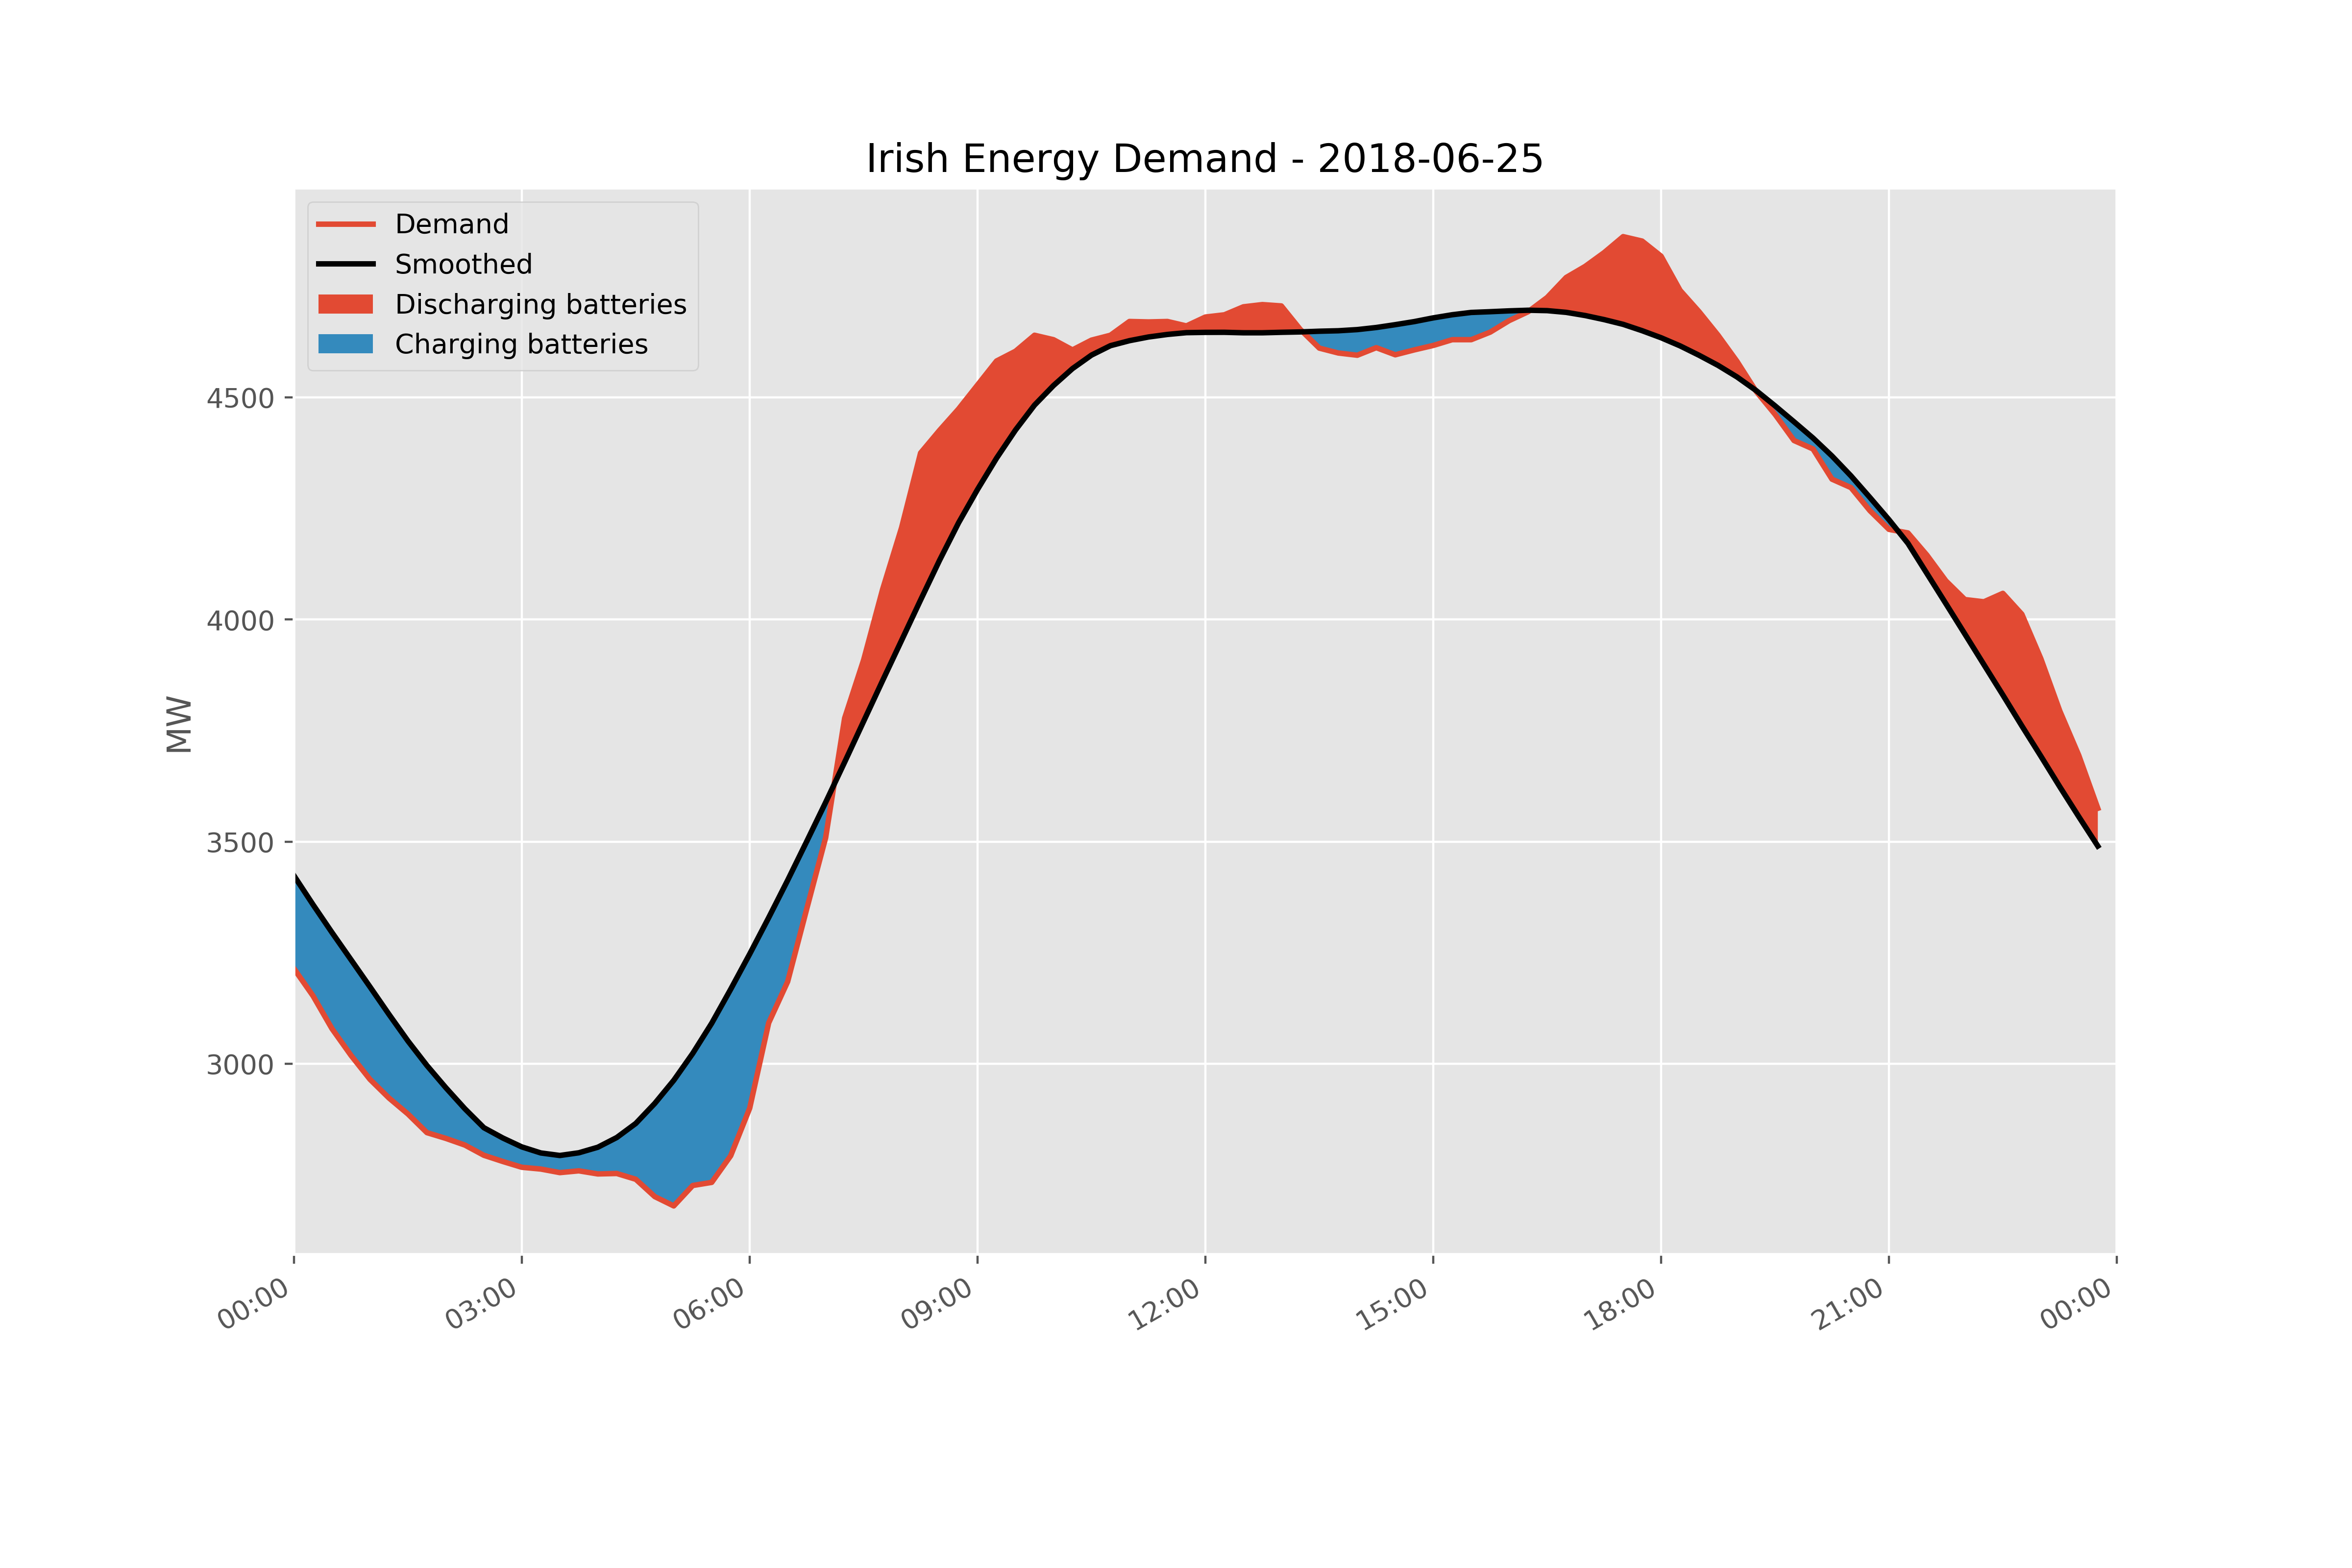 Irish Energy Demand - 2018-06-25
Demand
Smoothed
Discharging batteries
Charging batteries
4500
4000
3500
3000
MW
00:00
03:00
06:00
09:00
12:00
15:00
18:00
21:00
00:00